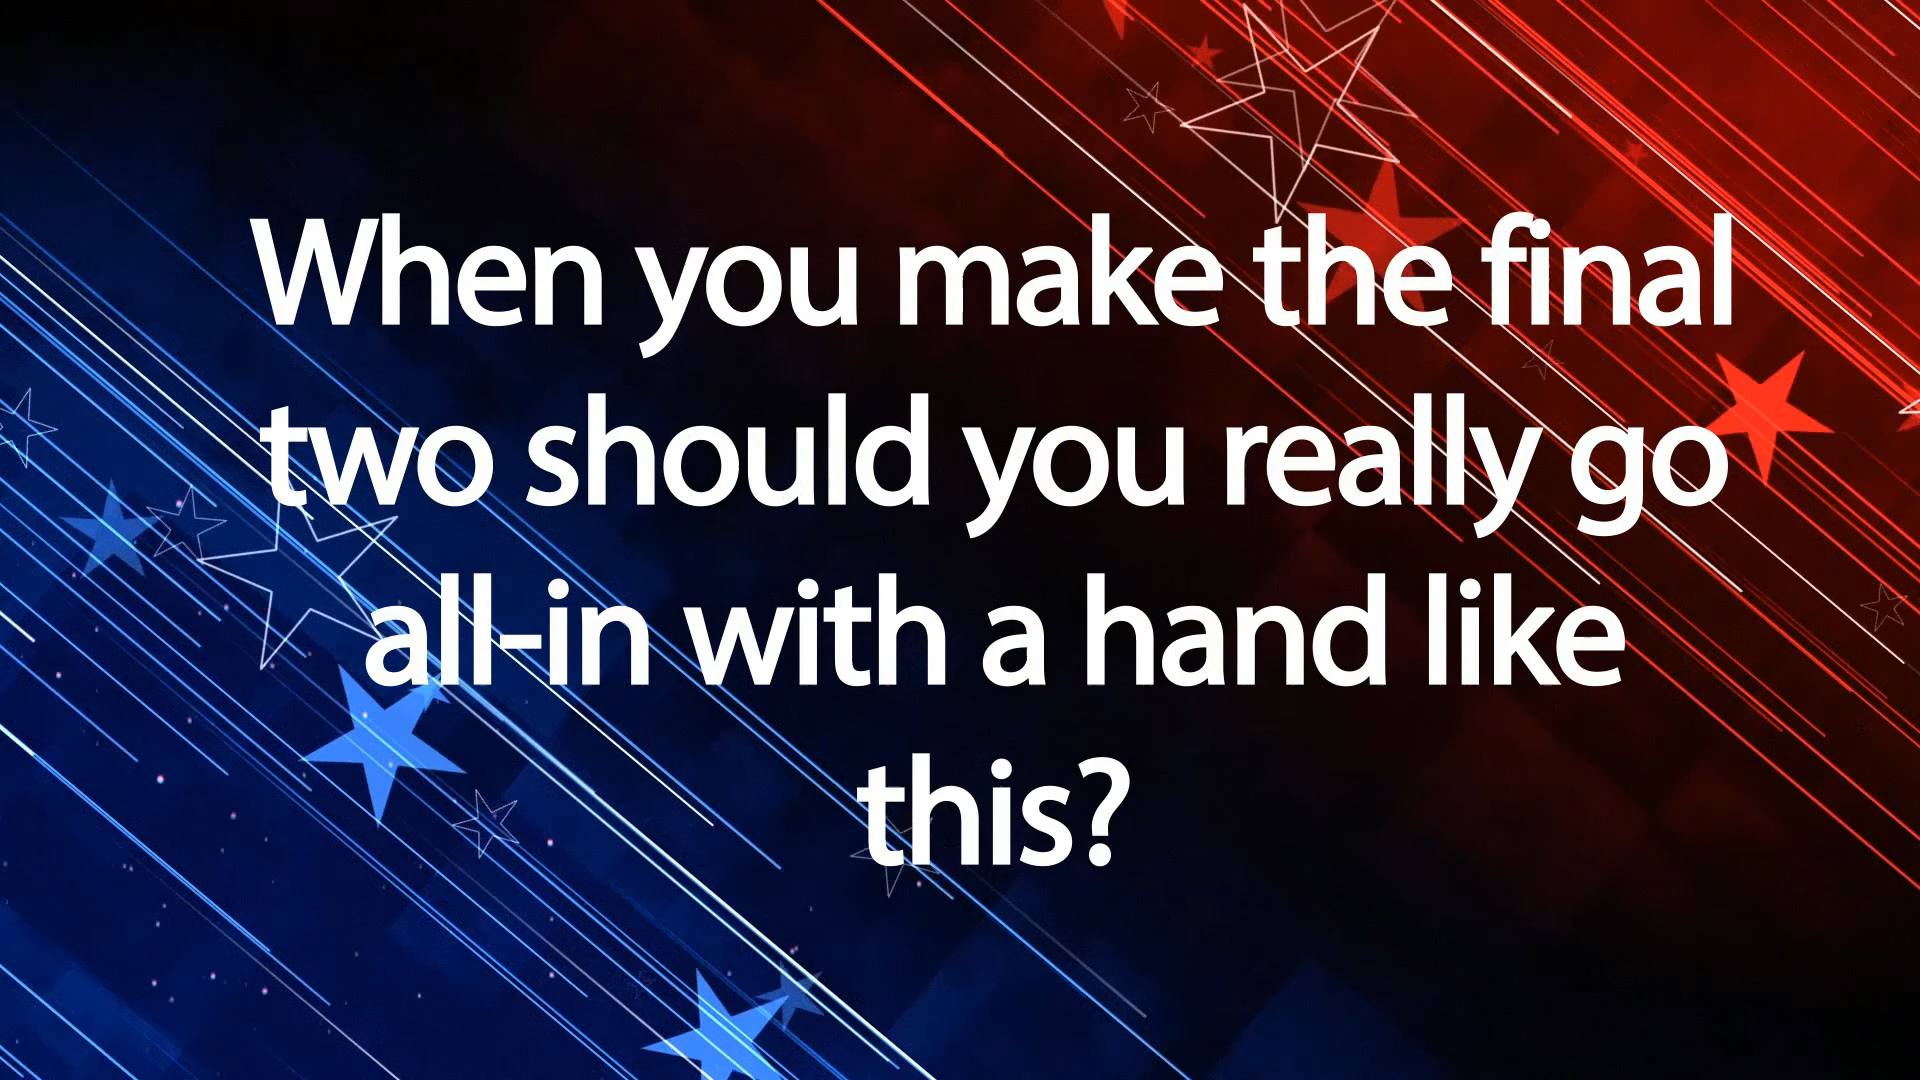 When you make the final
two should you really go
all-in with a hand like
this?